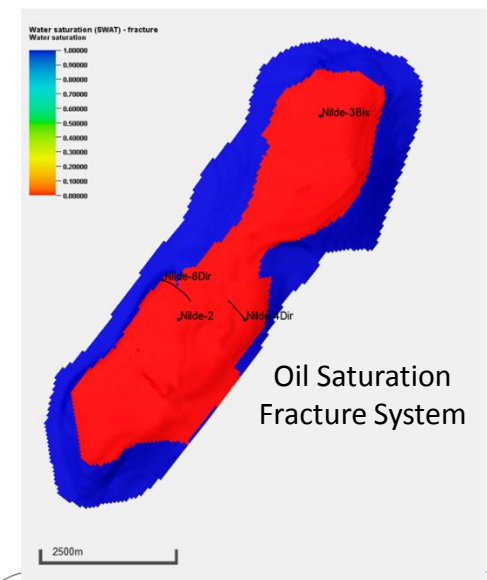 Water saturation (SWAT) - fracture
Water saturation
1.00000
0.90000
0.80000
0.70000
0.60000
0.50000
0.40000
0.30000
0.20000
0.10000
0.00000
Nilde-3Bis
Nilde-6Dir
Nilde-2
Nilde-4Dir
Oil Saturation
Fracture System
2500m